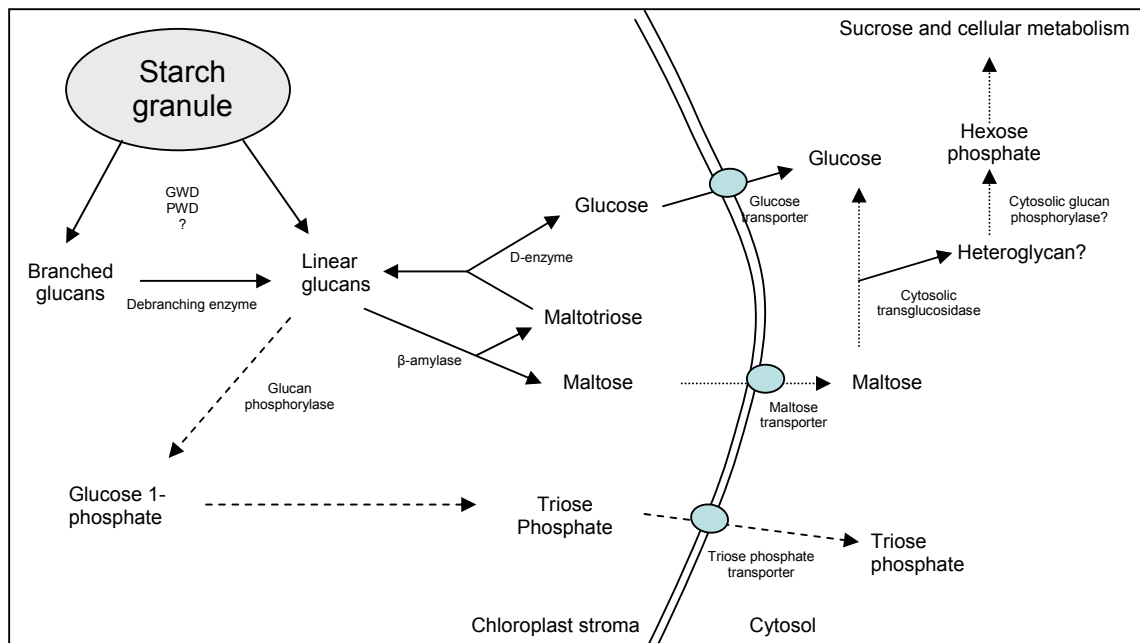 Sucrose and cellular metabolism
Starch
granule
Hexose
phosphate
Glucose
GWD
PWD
?
Cytosolic glucan
phosphorylase?
Glucose
Glucose
transporter
Branched
glucans
Debranching enzyme
Linear
glucans
D-enzyme
Heteroglycan?
Cytosolic
transglucosidase
Maltotriose
β-amylase
Maltose
Maltose
Maltose
transporter
Glucan
phosphorylase
Glucose 1-
phosphate
Triose
Phosphate
Triose phosphate
transporter
Triose
phosphate
Chloroplast stroma
Cytosol